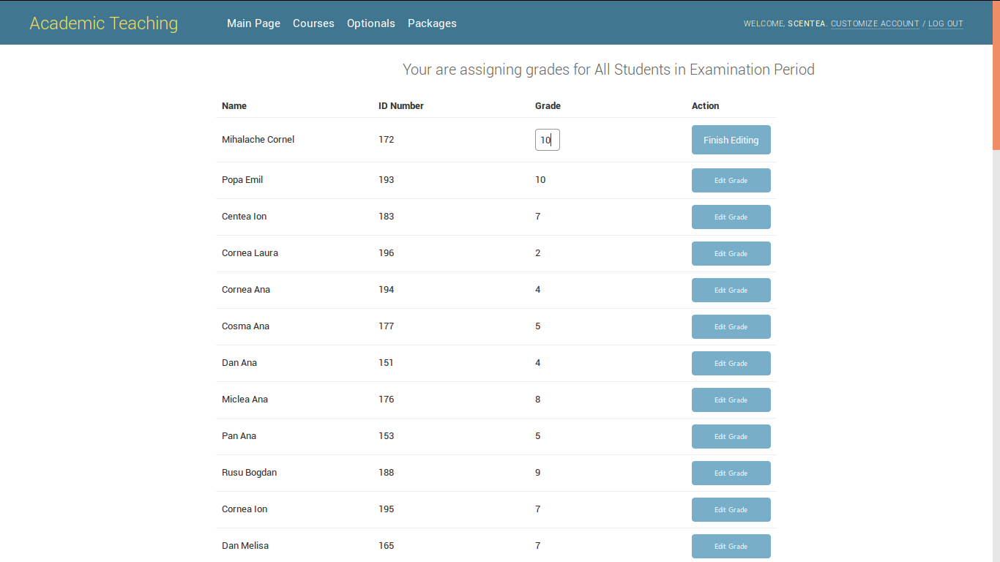 Academic Teaching Main Page Courses Optionals Packages WELCOME, SCENTEA. CUSTOMIZE ACCOUNT / LOG OUT
Your are assigning grades for All Students in Examination Period
Name ID Number Grade Action
Mihalache Cornel 172 10 Finish Editing
Popa Emil 193 10 Edit Grade
Centea Ion 183 7 Edit Grade
Cornea Laura 196 2 Edit Grade
Cornea Ana 194 4 Edit Grade
Cosma Ana 177 5 Edit Grade
Dan Ana 151 4 Edit Grade
Miclea Ana 176 8 Edit Grade
Pan Ana 153 5 Edit Grade
Rusu Bogdan 188 9 Edit Grade
Cornea Ion 195 7 Edit Grade
Dan Melisa 165 7 Edit Grade